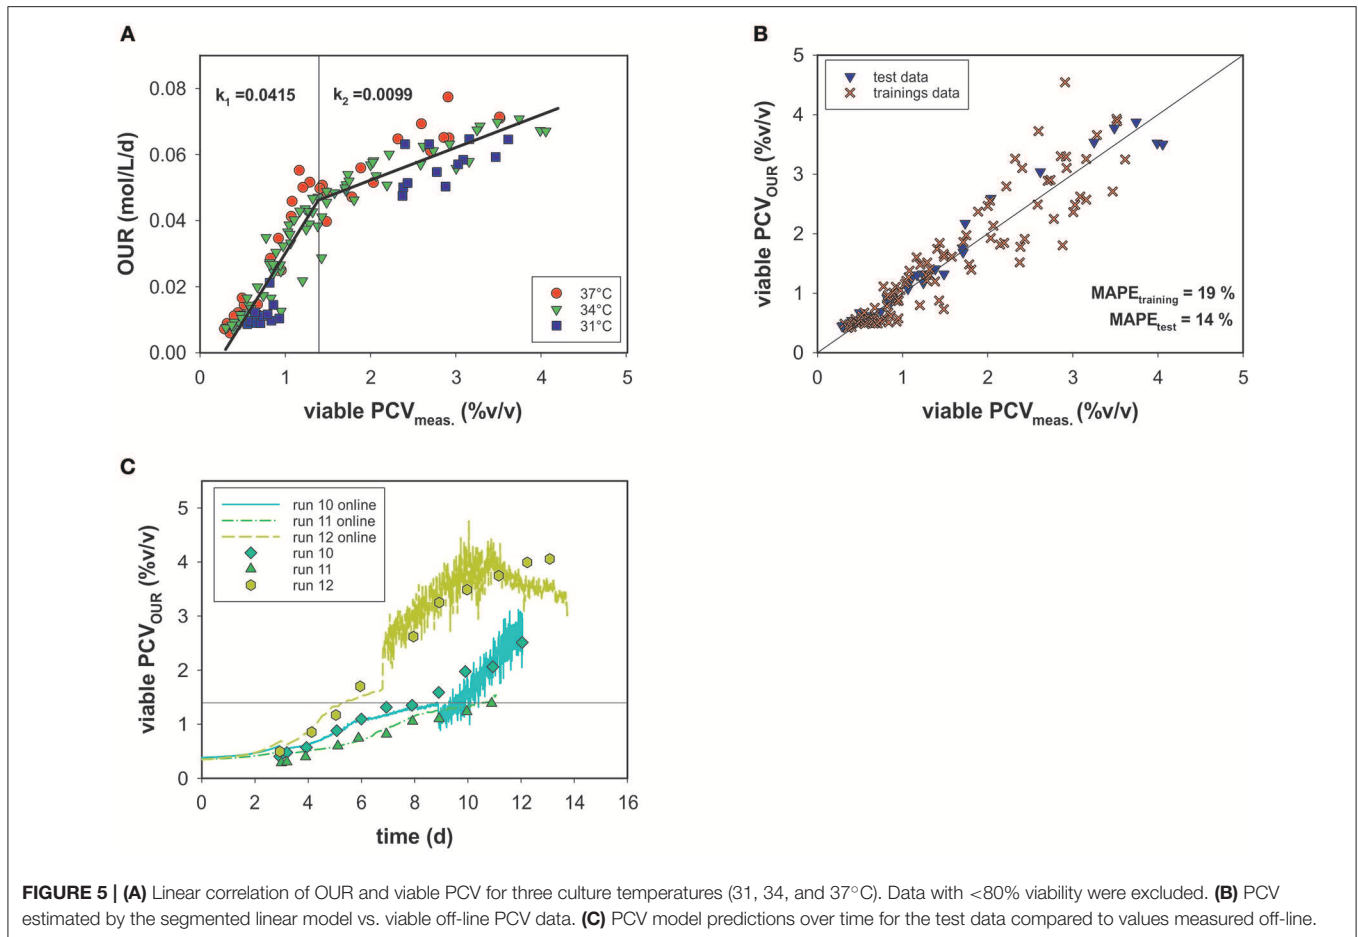 A
OUR (mol/L/d)
0.08
0.06
0.04
0.02
0.00
k1 =0.0415
k2 =0.0099
37°C
34°C
31°C
0 1 2 3 4 5
viable PCVmeas. (%v/v)
B
viable PCVOUR (%v/v)
5
4
3
2
1
0
test data
trainings data
MAPEtraining = 19 %
MAPEtest = 14 %
0 1 2 3 4 5
viable PCVmeas. (%v/v)
C
viable PCVOUR (%v/v)
5
4
3
2
1
0
run 10 online
run 11 online
run 12 online
run 10
run 11
run 12
0 2 4 6 8 10 12 14 16
time (d)
FIGURE 5 | (A) Linear correlation of OUR and viable PCV for three culture temperatures (31, 34, and 37°C). Data with <80% viability were excluded. (B) PCV
estimated by the segmented linear model vs. viable off-line PCV data. (C) PCV model predictions over time for the test data compared to values measured off-line.